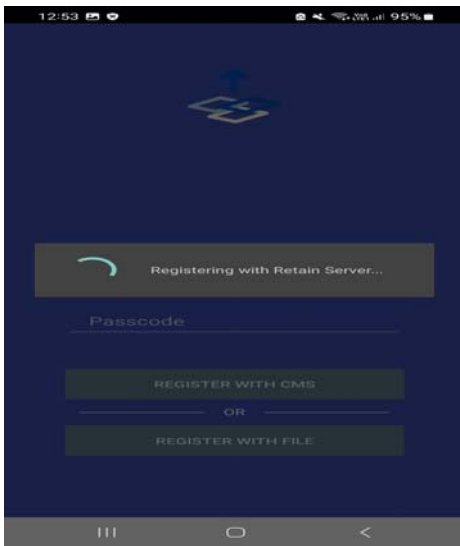 12:53
95%
Registering with Retain Server...
Passcode
REGISTER WITH CMS
OR
REGISTER WITH FILE